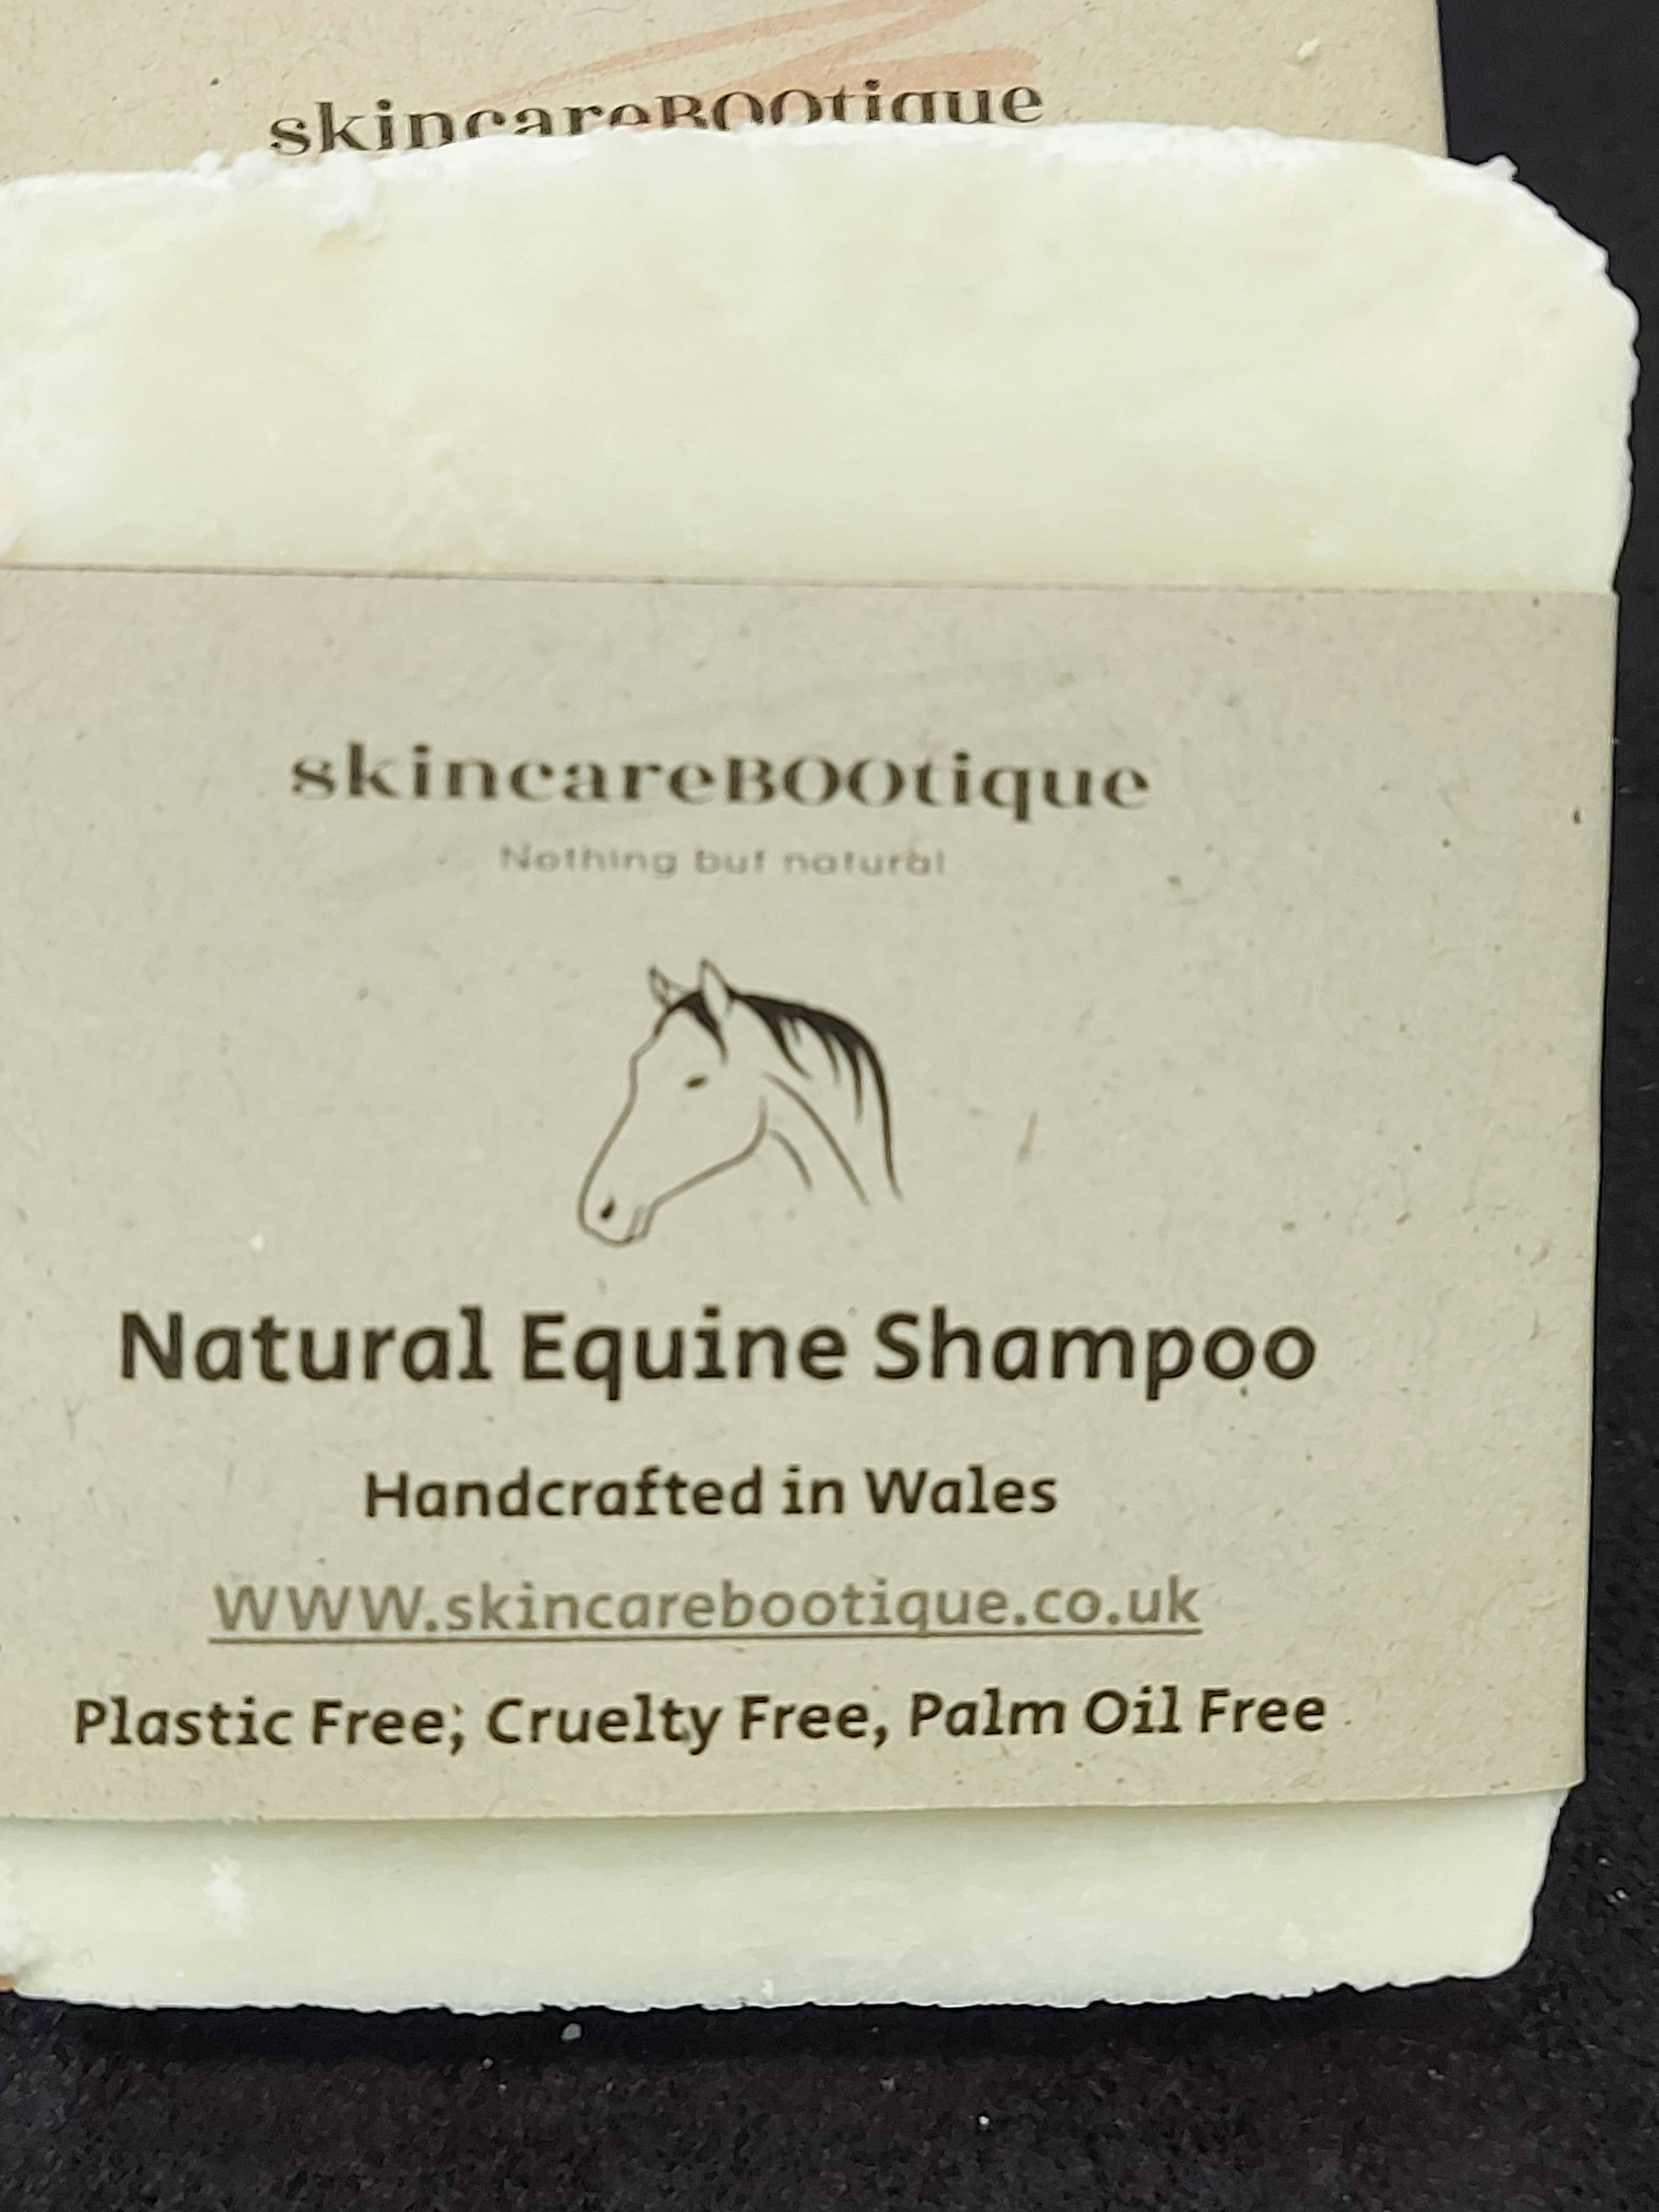 skincareBOOtique
skincareBOOtique
Nothing but natural
Natural Equine Shampoo
Handcrafted in Wales
WWW.skincarebootique.co.uk
Plastic Free; Cruelty Free, Palm Oil Free